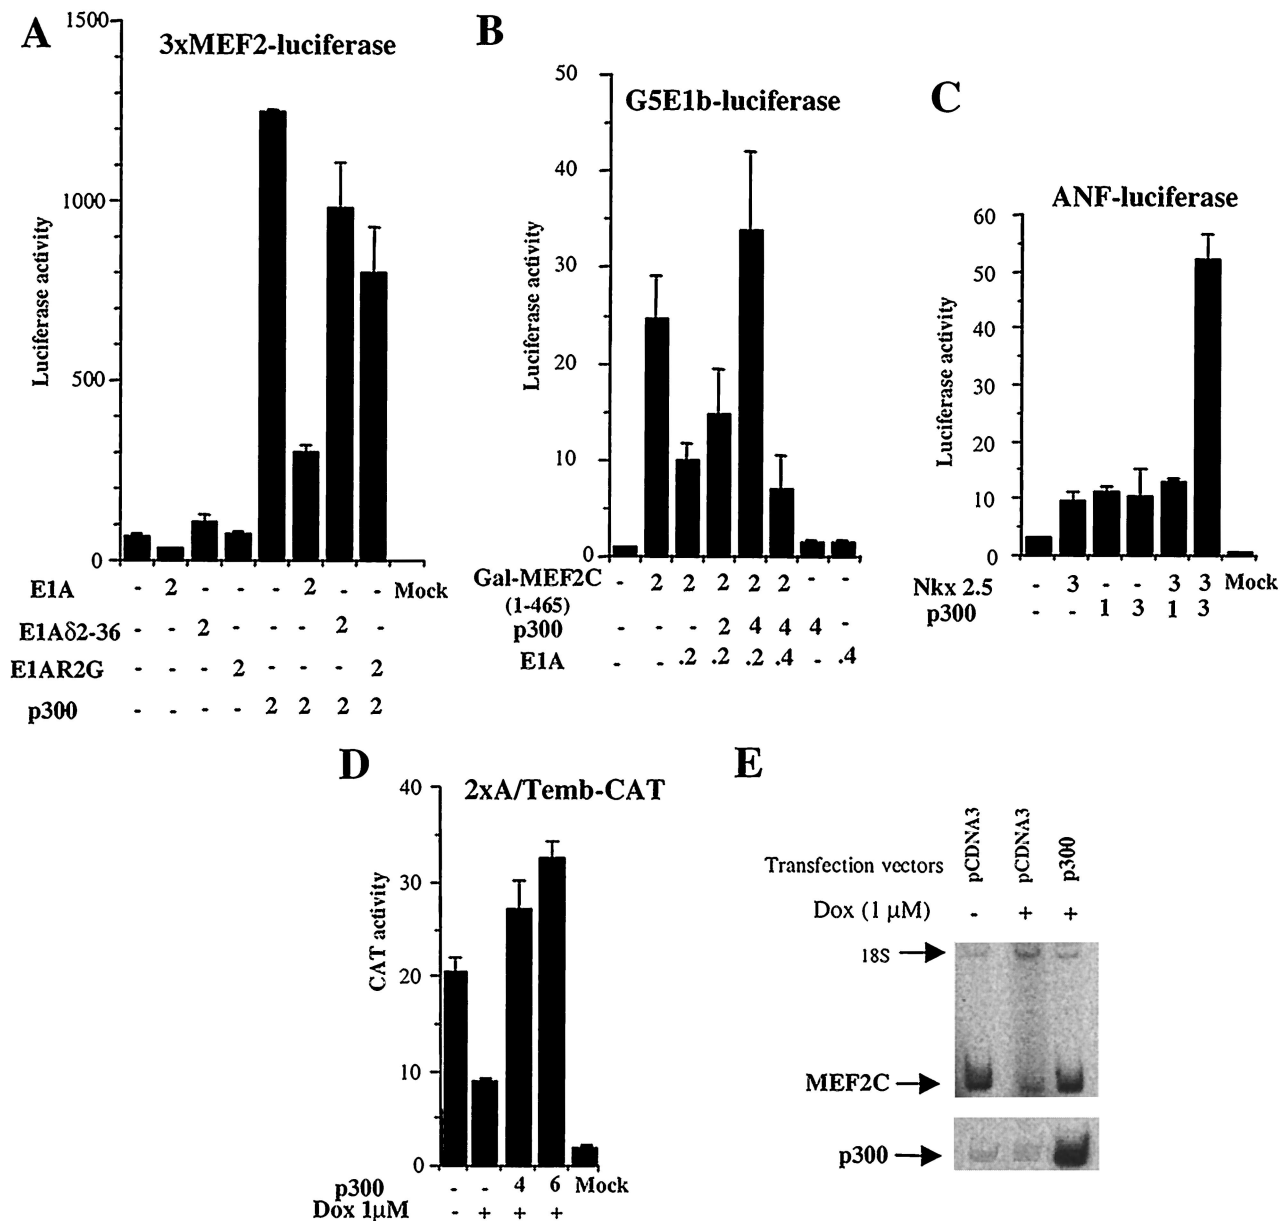 A
3xMEF2-luciferase
1500
1000
500
0
Luciferase activity
E1A - 2 - - - 2 - - Mock
E1Aδ2-36 - - 2 - - - 2 -
E1AR2G - - - 2 - - - 2
p300 - - - - 2 2 2 2
B
G5E1b-luciferase
50
40
30
20
10
0
Luciferase activity
Gal-MEF2C - 2 2 2 2 2 - -
(1-465)
p300 - - - 2 4 4 4 -
E1A - - .2 .2 .2 .4 - .4
C
ANF-luciferase
60
50
40
30
20
10
0
Luciferase activity
Nkx 2.5 - 3 - - 3 3 Mock
p300 - - 1 3 1 3
D
2xA/Temb-CAT
40
30
20
10
0
CAT activity
p300 - - 4 6 Mock
Dox 1µM - + + +
E
Transfection vectors pCDNA3 pCDNA3 p300
Dox (1 µM) - + +
18S
MEF2C
p300